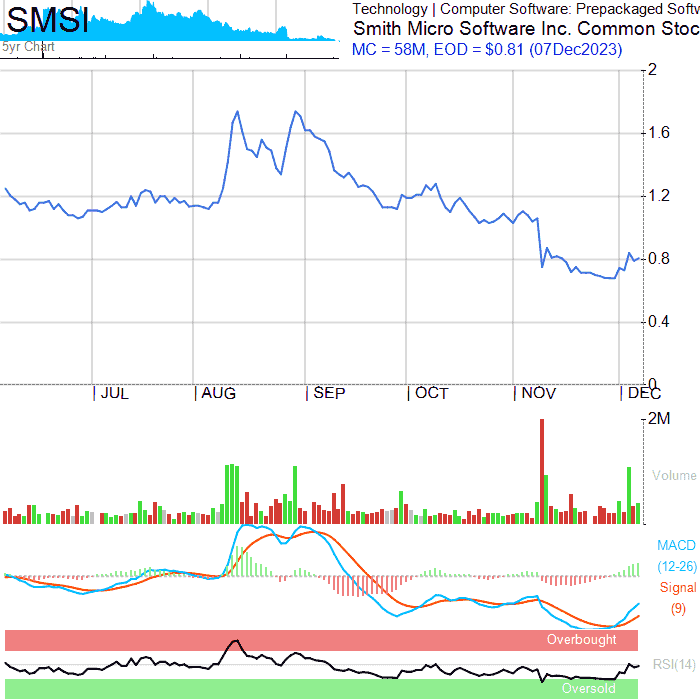 SMSI
5yr Chart
Technology | Computer Software: Prepackaged Softw
Smith Micro Software Inc. Common Stoc
MC = 58M, EOD = $0.81 (07Dec2023)
2
1.6
1.2
0.8
0.4
0
JUL AUG SEP OCT NOV DEC
2M
Volume
MACD
(12-26)
Signal
(9)
Overbought
RSI(14)
Oversold